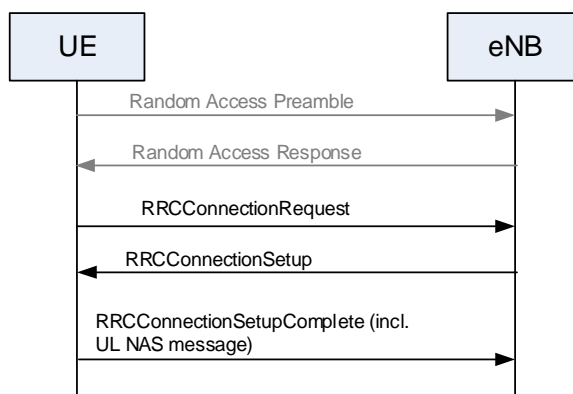 UE
eNB
Random Access Preamble
Random Access Response
RRCConnectionRequest
RRCConnectionSetup
RRCConnectionSetupComplete (incl.
UL NAS message)